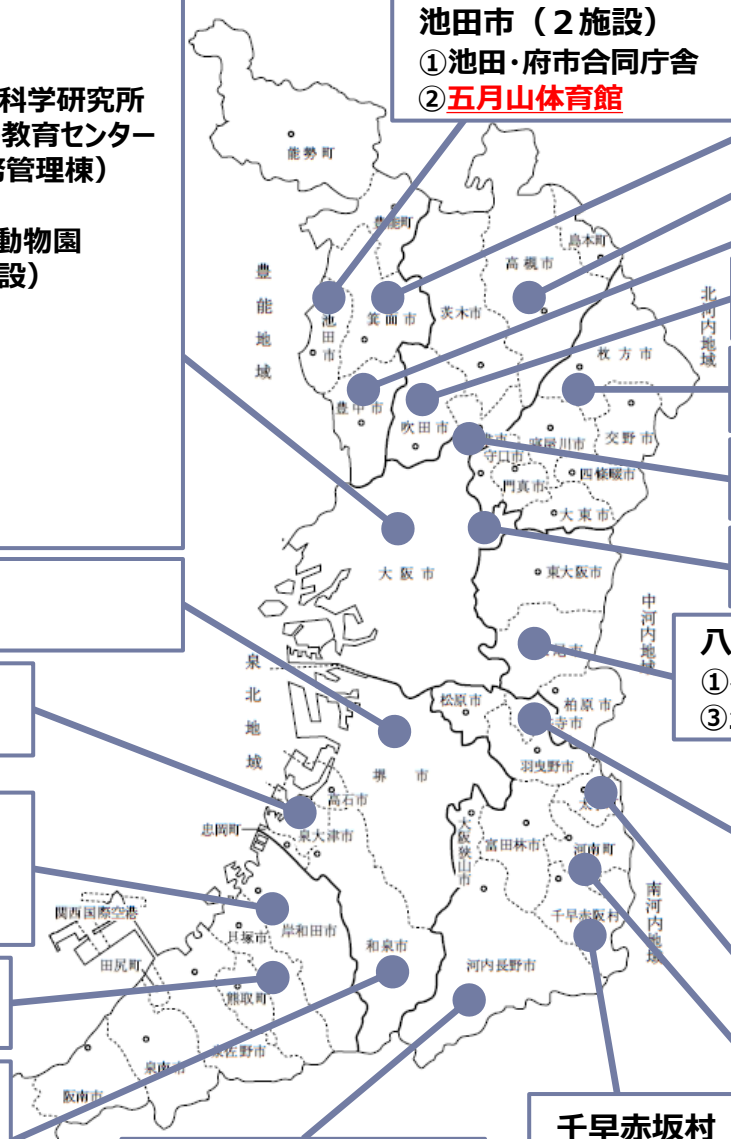 池田市（２施設）
①池田･府市合同庁舎
②五月山体育館
科学研究所
教育センター
管理棟）
動物園
設）
能勢町
豊能町
島本町
高槻市
豊能地域
池田市
箕面市
茨木市
北河内地域
枚方市
豊中市
吹田市
守口市
寝屋川市
交野市
門真市
四條畷市
大東市
大阪市
東大阪市
中河内地域
八
①
③
泉北地域
松原市
柏原市
寺市
羽曳野市
堺市
高石市
忠岡町
泉大津市
大阪狭山市
富田林市
河南町
太
関西国際空港
貝塚市
岸和田市
和泉市
千早赤阪村
南河内地域
田尻町
熊取町
河内長野市
泉佐野市
泉南市
阪南市
千早赤坂村